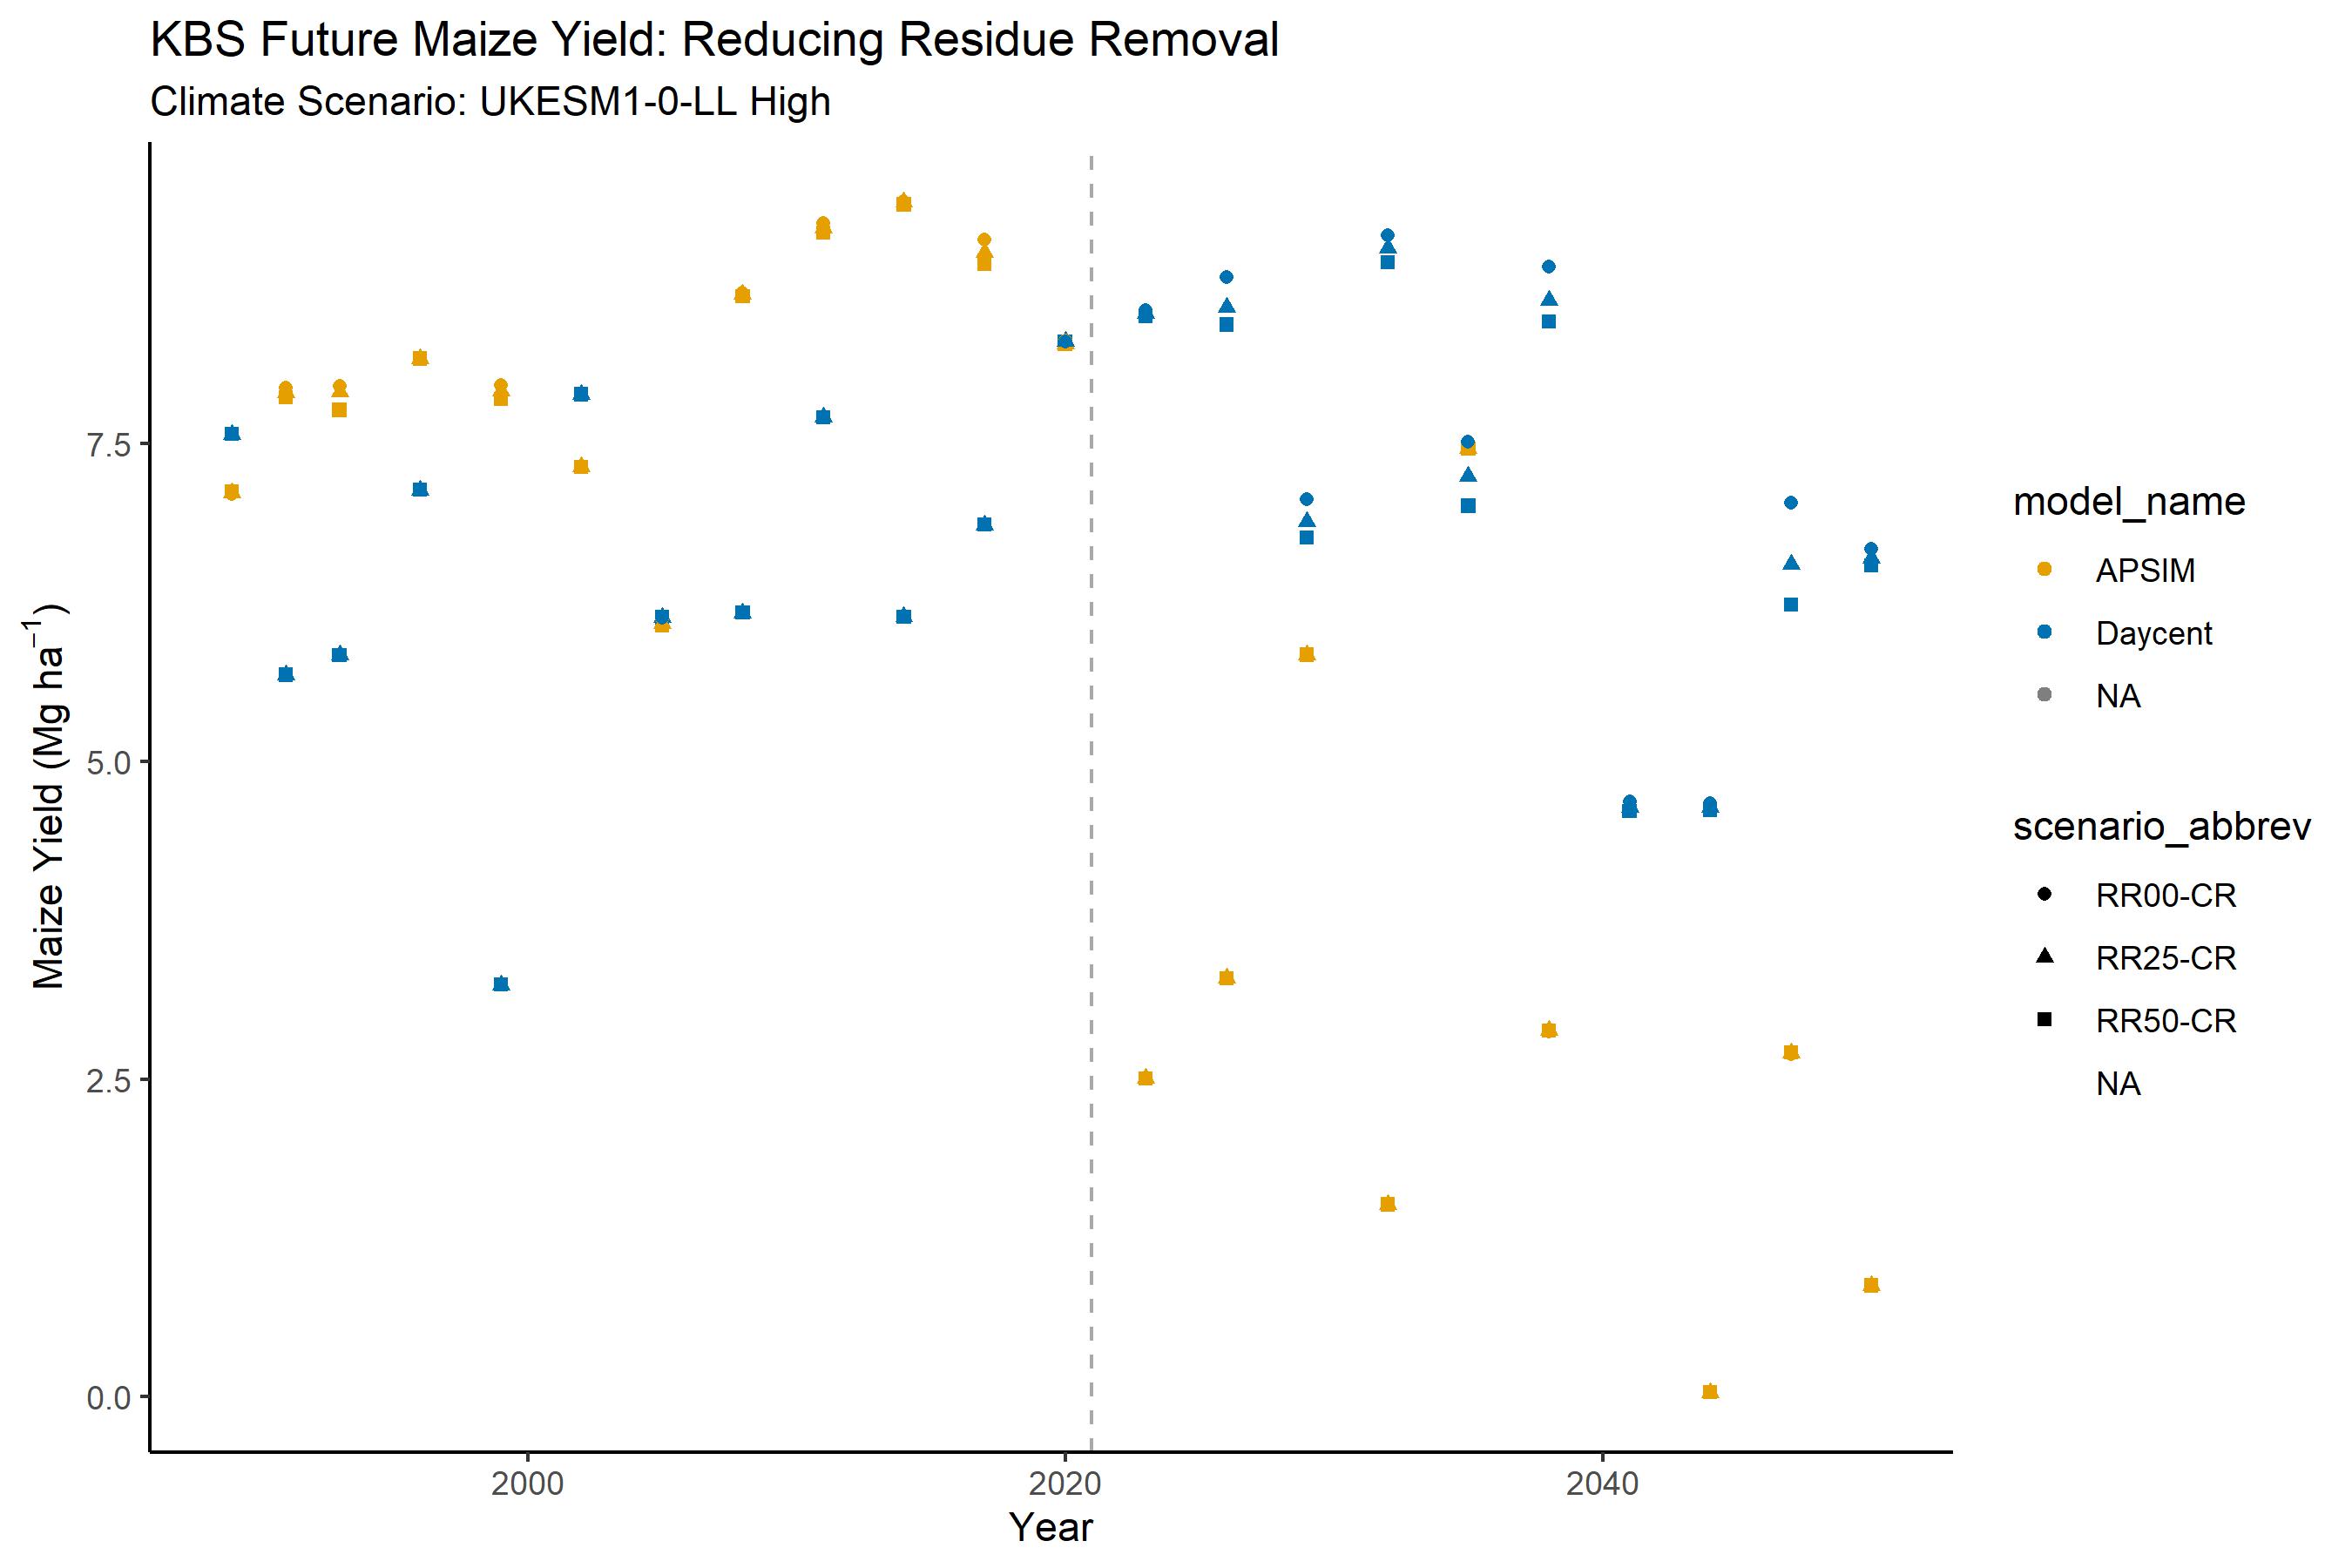 KBS Future Maize Yield: Reducing Residue Removal
Climate Scenario: UKESM1-0-LL High
Maize Yield (Mg ha⁻¹)
7.5
5.0
2.5
0.0
2000
2020
2040
Year
model_name
APSIM
Daycent
NA
scenario_abbrev
RR00-CR
RR25-CR
RR50-CR
NA